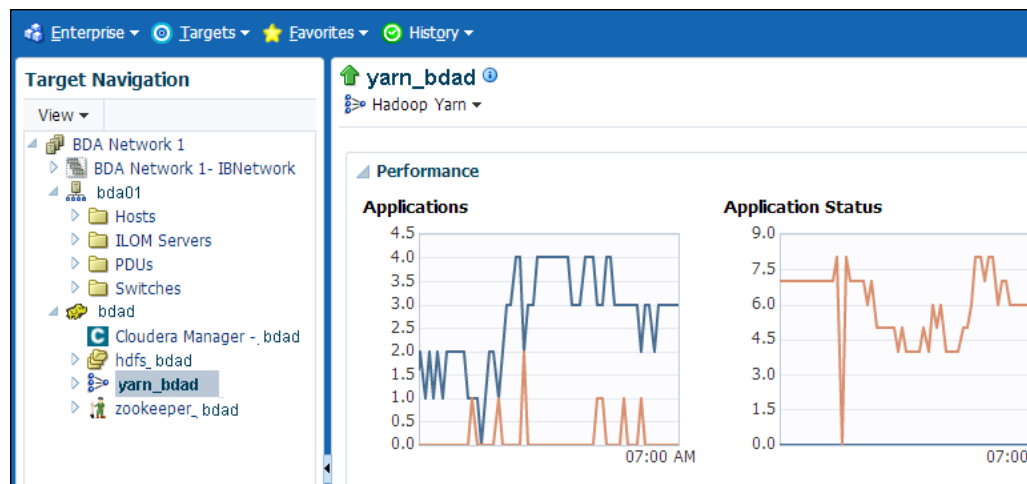 Enterprise Targets Favorites History
Target Navigation
View
BDA Network 1
BDA Network 1- IBNetwork
bda01
Hosts
ILOM Servers
PDUs
Switches
bdad
C Cloudera Manager - bdad
hdfs_bdad
yarn_bdad
zookeeper_bdad
yarn_bdad
Hadoop Yarn
Performance
Applications
4.5
4.0
3.5
3.0
2.5
2.0
1.5
1.0
0.5
0.0
07:00 AM
Application Status
9.0
7.5
6.0
4.5
3.0
1.5
0.0
07:00